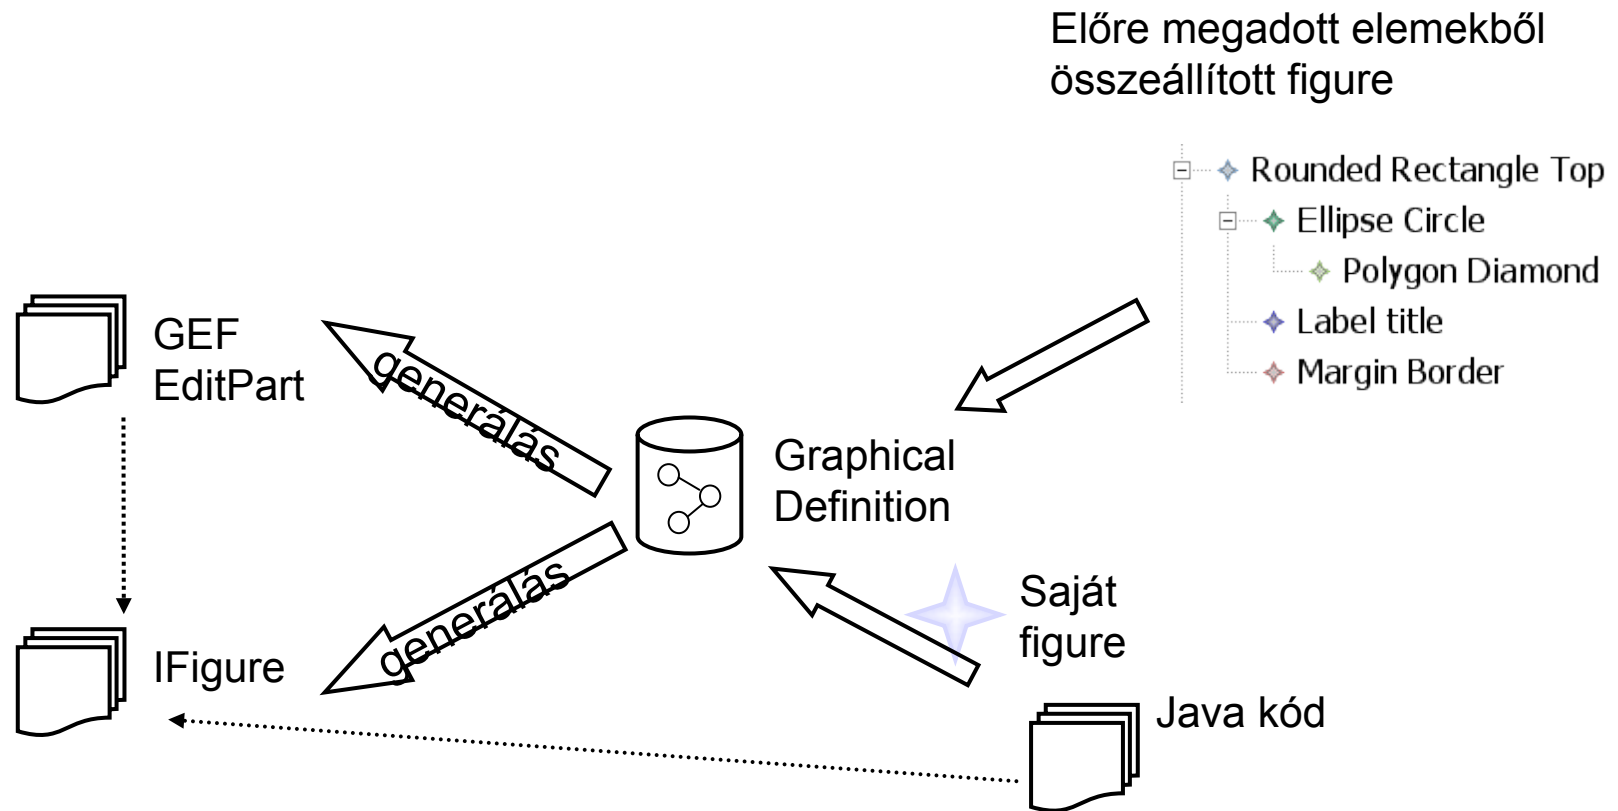 Előre megadott elemekből
összeállított figure
Rounded Rectangle Top
Ellipse Circle
Polygon Diamond
Label title
Margin Border
GEF
EditPart
generálás
Graphical
Definition
generálás
IFigure
Saját
figure
Java kód